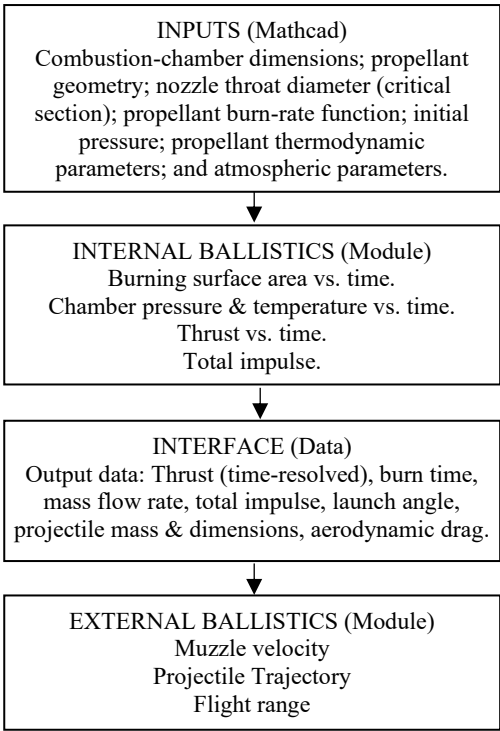 INPUTS (Mathcad)
Combustion-chamber dimensions; propellant
geometry; nozzle throat diameter (critical
section); propellant burn-rate function; initial
pressure; propellant thermodynamic
parameters; and atmospheric parameters.
INTERNAL BALLISTICS (Module)
Burning surface area vs. time.
Chamber pressure & temperature vs. time.
Thrust vs. time.
Total impulse.
INTERFACE (Data)
Output data: Thrust (time-resolved), burn time,
mass flow rate, total impulse, launch angle,
projectile mass & dimensions, aerodynamic drag.
EXTERNAL BALLISTICS (Module)
Muzzle velocity
Projectile Trajectory
Flight range